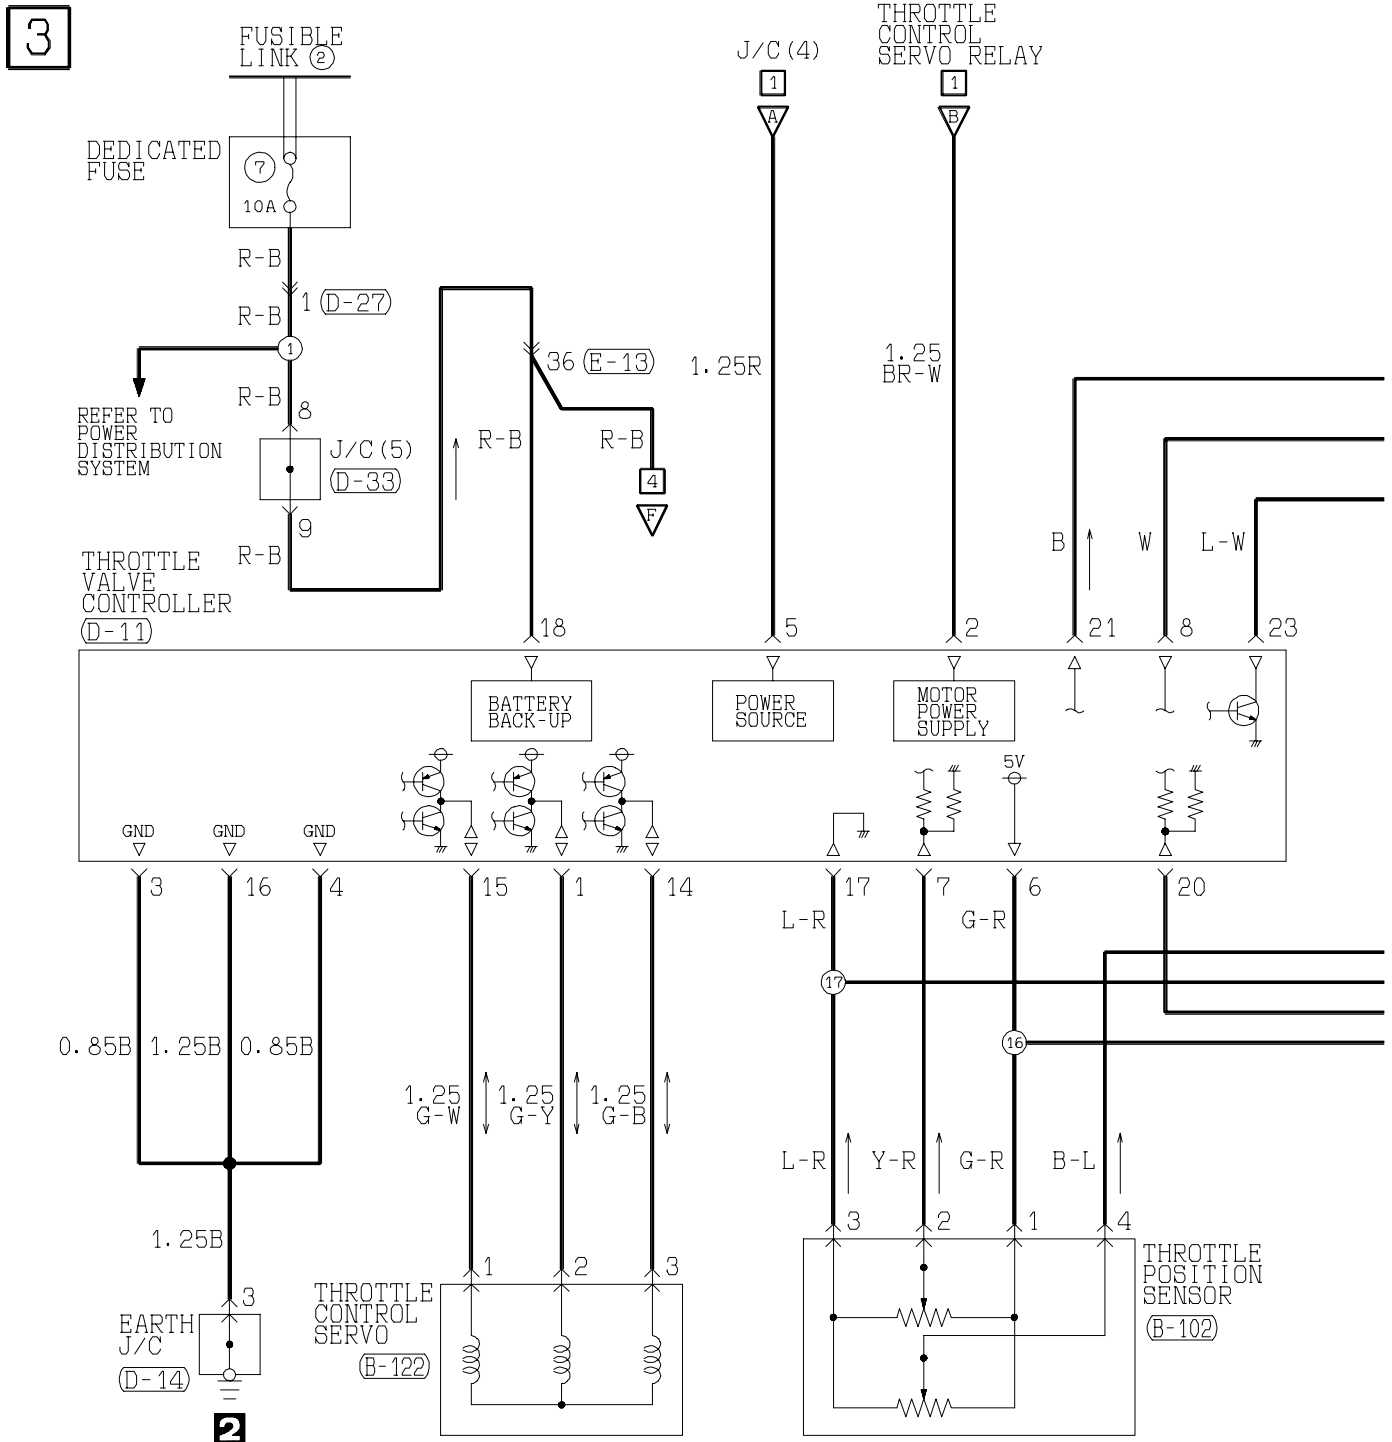 3
FUSIBLE
LINK 2
J/C(4)
1
A
THROTTLE
CONTROL
SERVO RELAY
1
B
DEDICATED
FUSE
7
10A
R-B
1 (D-27)
R-B
1
REFER TO
POWER
DISTRIBUTION
SYSTEM
R-B
8
J/C(5)
(D-33)
9
R-B
36 (E-13)
R-B
R-B
4
F
1.25R
1.25
BR-W
B
W
L-W
THROTTLE
VALVE
CONTROLLER
(D-11)
18
5
2
21
8
23
BATTERY
BACK-UP
POWER
SOURCE
MOTOR
POWER
SUPPLY
5V
GND
GND
GND
3
16
4
15
1
14
17
7
6
20
L-R
G-R
17
16
0.85B
1.25B
0.85B
1.25
G-W
1.25
G-Y
1.25
G-B
L-R
Y-R
G-R
B-L
1.25B
3
EARTH
J/C
(D-14)
2
THROTTLE
CONTROL
SERVO
(B-122)
1
2
3
3
2
1
4
THROTTLE
POSITION
SENSOR
(B-102)